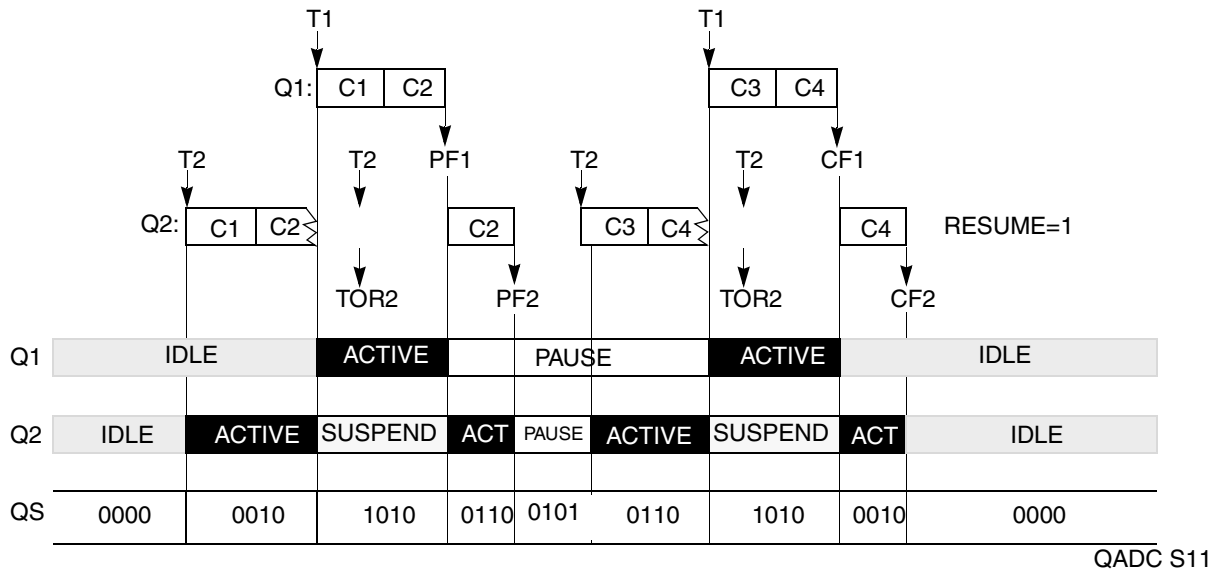 T1 T1
Q1: C1 C2 C3 C4
T2 T2 PF1 T2 T2 CF1
Q2: C1 C2 C2 C3 C4 C4 RESUME=1
TOR2 PF2 TOR2 CF2
Q1 IDLE ACTIVE PAUSE ACTIVE IDLE
Q2 IDLE ACTIVE SUSPEND ACT PAUSE ACTIVE SUSPEND ACT IDLE
QS 0000 0010 1010 0110 0101 0110 1010 0010 0000
QADC S11